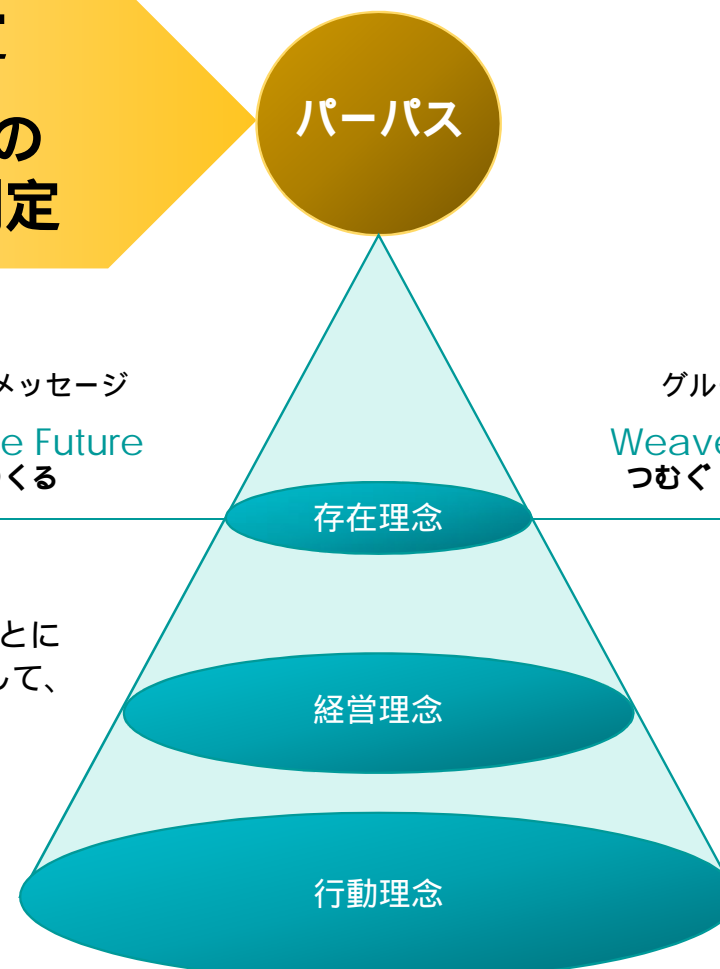 の
定
パーパス
メッセージ
e Future
くる
グル
Weave
つむぐ
存在理念
とに
して、
経営理念
行動理念